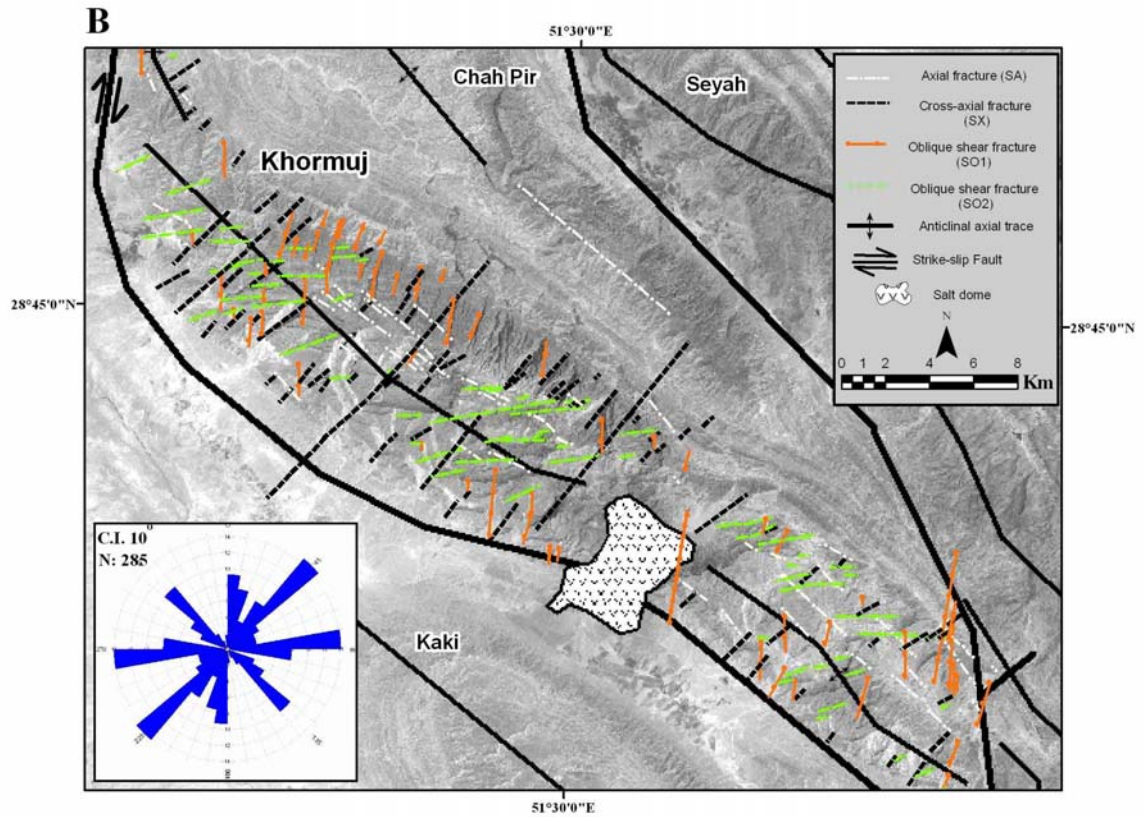 B
51°30'0"E
Chah Pir
Seyah
Khormuj
Axial fracture (SA)
Cross-axial fracture
(SX)
Oblique shear fracture
(SO1)
Oblique shear fracture
(SO2)
Anticlinal axial trace
Strike-slip Fault
Salt dome
N
0 1 2 4 6 8
Km
28°45'0"N
28°45'0"N
C.I. 10°
N: 285
270
135
Kaki
51°30'0"E